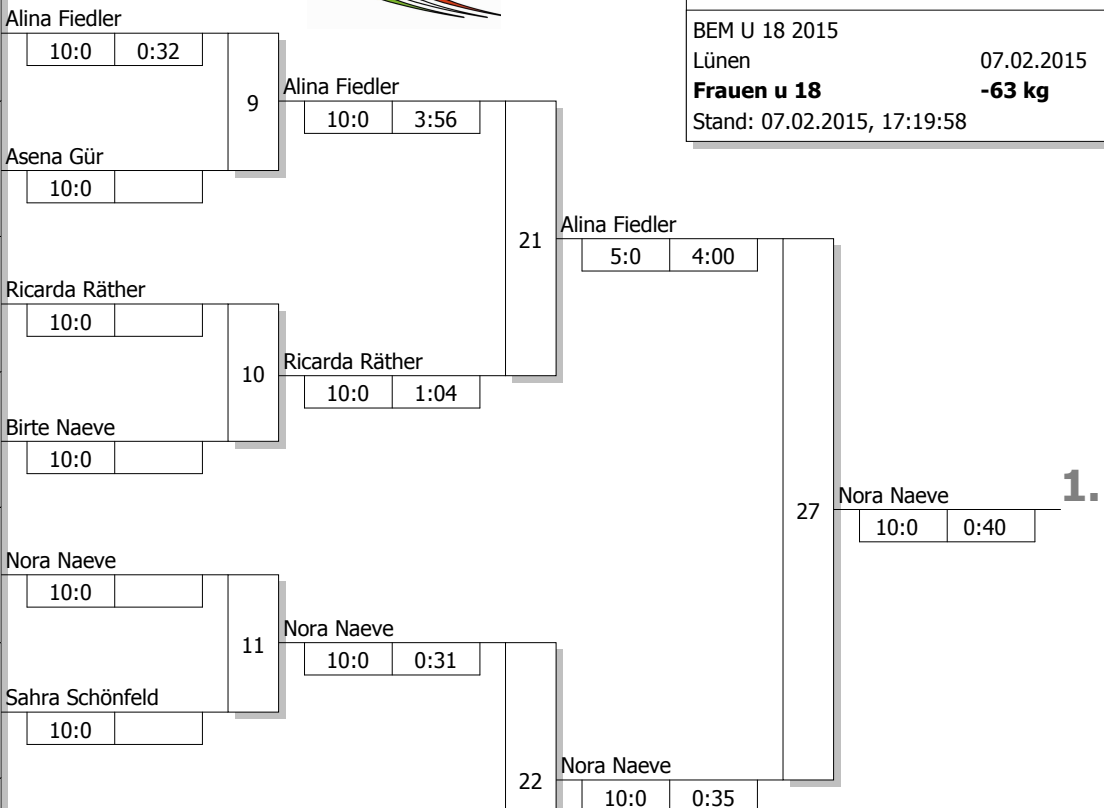 Alina Fiedler
10:0 0:32
9
Asena Gür
10:0
Alina Fiedler
10:0 3:56
BEM U 18 2015
Lünen 07.02.2015
Frauen u 18 -63 kg
Stand: 07.02.2015, 17:19:58
21
Alina Fiedler
5:0 4:00
Ricarda Räther
10:0
10
Ricarda Räther
10:0 1:04
Birte Naeve
10:0
27
Nora Naeve
10:0 0:40
1.
Nora Naeve
10:0
11
Nora Naeve
10:0 0:31
Sahra Schönfeld
10:0
22
Nora Naeve
10:0 0:35